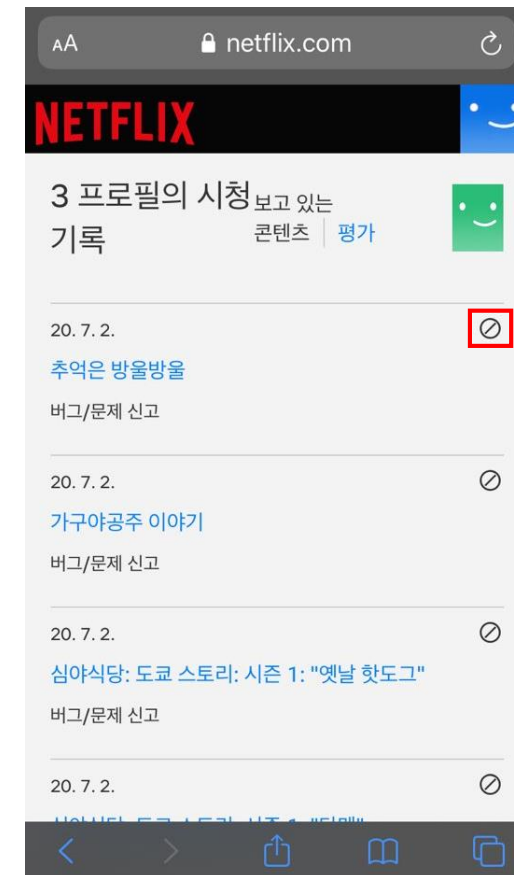 AA netflix.com
NETFLIX
3 프로필의 시청
기록
보고 있는
콘텐츠 | 평가
20. 7. 2.
추억은 방울방울
버그/문제 신고
20. 7. 2.
가구야공주 이야기
버그/문제 신고
20. 7. 2.
심야식당: 도쿄 스토리: 시즌 1: "옛날 핫도그"
버그/문제 신고
20. 7. 2.